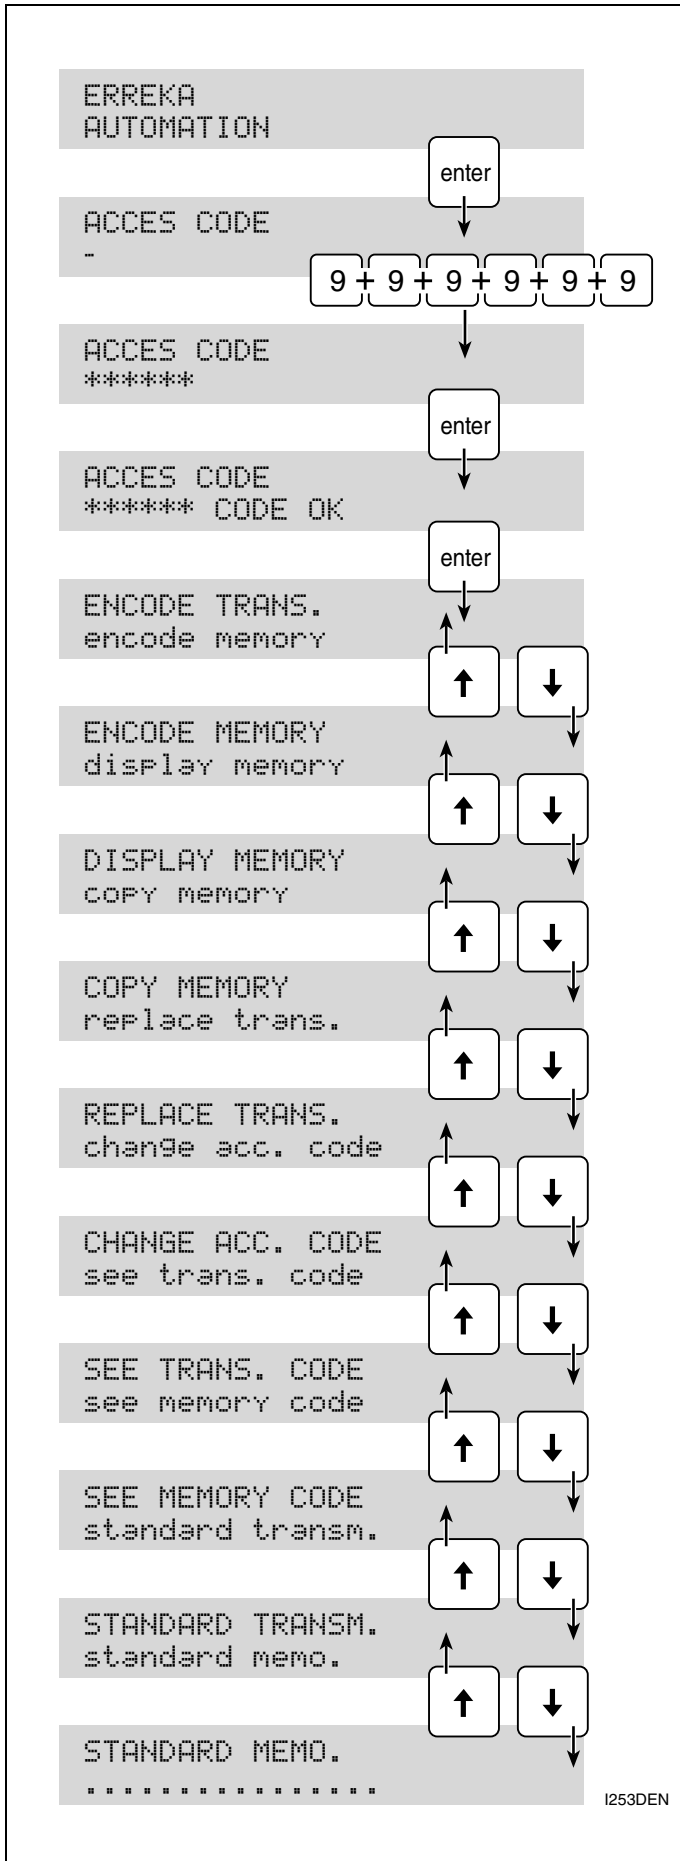 ERREKA
AUTOMATION
enter
ACCES CODE
_
9 + 9 + 9 + 9 + 9 + 9
ACCES CODE
******
enter
ACCES CODE
****** CODE OK
enter
ENCODE TRANS.
encode memory
↑ ↓
ENCODE MEMORY
display memory
↑ ↓
DISPLAY MEMORY
copy memory
↑ ↓
COPY MEMORY
replace trans.
↑ ↓
REPLACE TRANS.
change acc. code
↑ ↓
CHANGE ACC. CODE
see trans. code
↑ ↓
SEE TRANS. CODE
see memory code
↑ ↓
SEE MEMORY CODE
standard transm.
↑ ↓
STANDARD TRANSM.
standard memo.
↑ ↓
STANDARD MEMO.
................
I253DEN